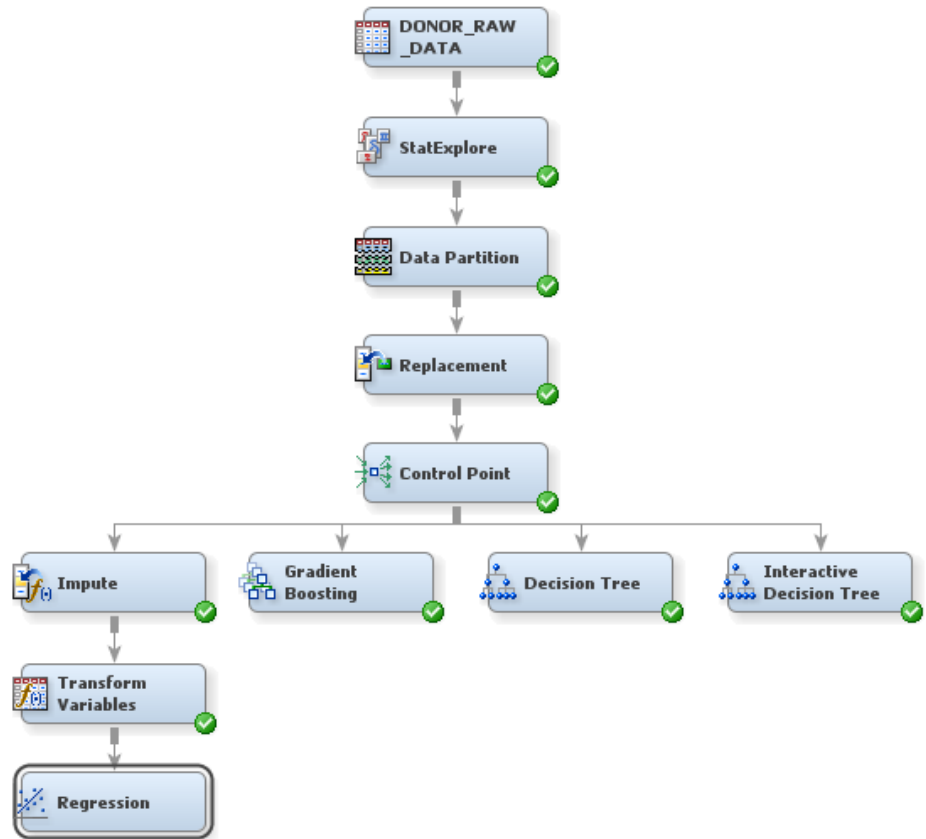 DONOR_RAW
_DATA
StatExplore
Data Partition
Replacement
Control Point
Impute
Gradient
Boosting
Decision Tree
Interactive
Decision Tree
Transform
Variables
Regression